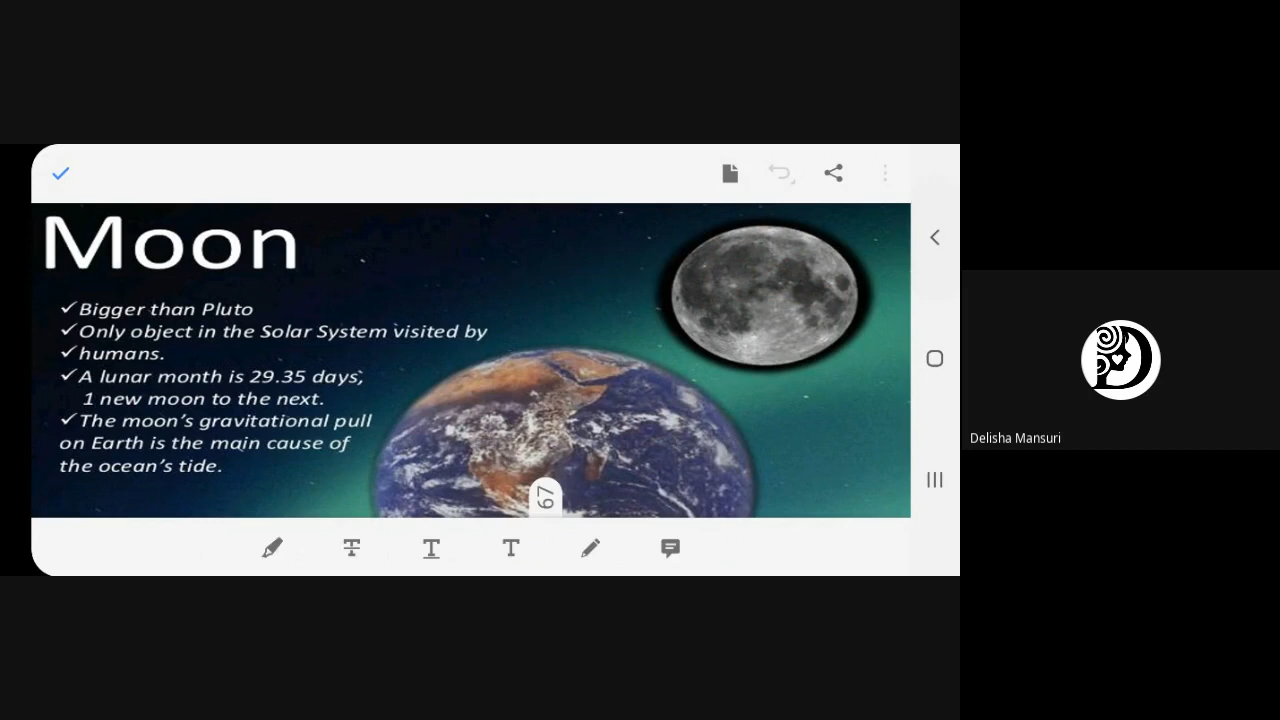 Moon
✓Bigger than Pluto
✓Only object in the Solar System visited by
✓humans.
✓A lunar month is 29.35 days,
1 new moon to the next.
✓The moon’s gravitational pull
on Earth is the main cause of
the ocean’s tide.
67
Delisha Mansuri